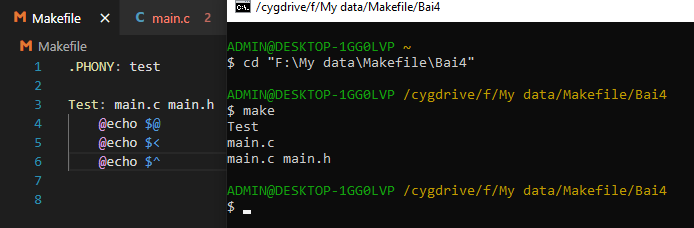 Makefile
main.c 2
Makefile
1 .PHONY: test
2
3 Test: main.c main.h
4 @echo $@
5 @echo $<
6 @echo $^
7
8
/cygdrive/f/My data/Makefile/Bai4
ADMIN@DESKTOP-1GG0LVP ~
$ cd "F:\My data\Makefile\Bai4"
ADMIN@DESKTOP-1GG0LVP /cygdrive/f/My data/Makefile/Bai4
$ make
Test
main.c
main.c main.h
ADMIN@DESKTOP-1GG0LVP /cygdrive/f/My data/Makefile/Bai4
$